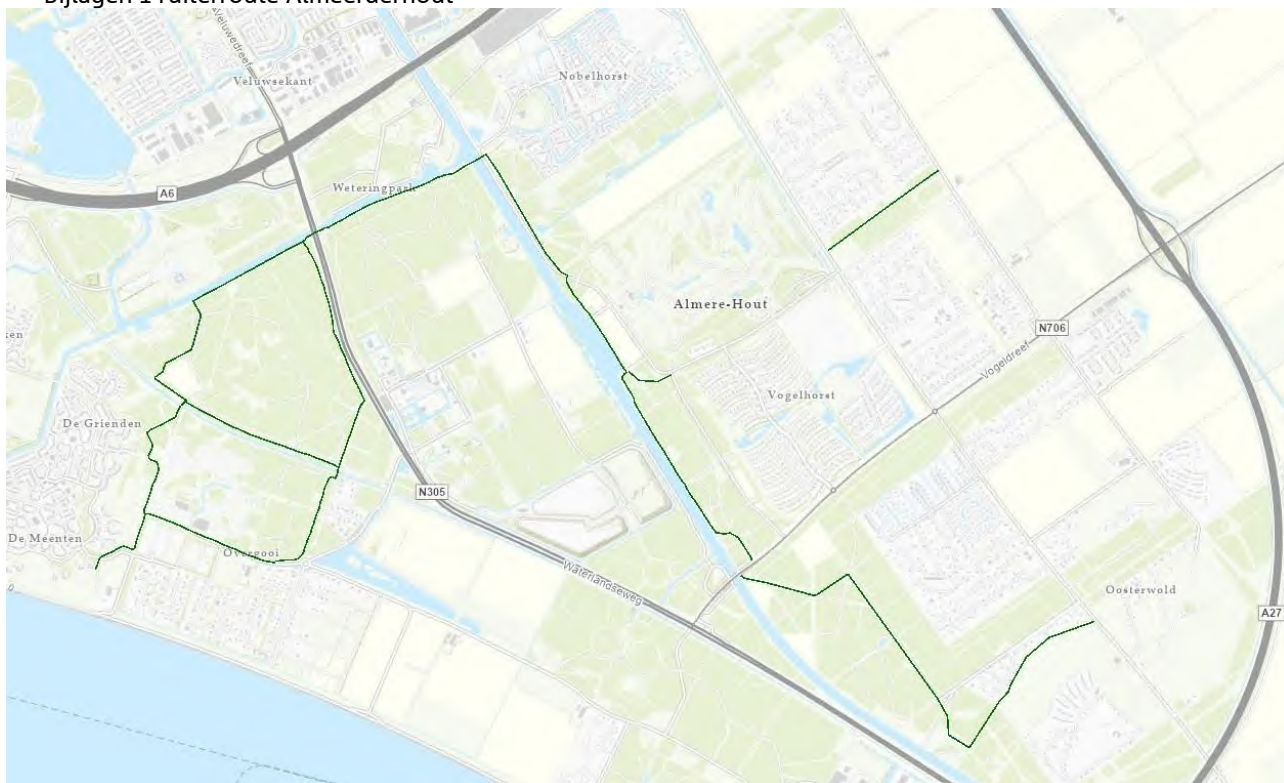 Bijlagen 1 ruiterroute Almeerderhout
Veluwedreef
Veluwsekant
Nobelhorst
A6
Weteringpark
Almere-Hout
N706
Vogeldreef
Vogelhorst
De Grienden
N305
De Meenten
Overgooi
Waterlandseweg
Oosterwold
A27